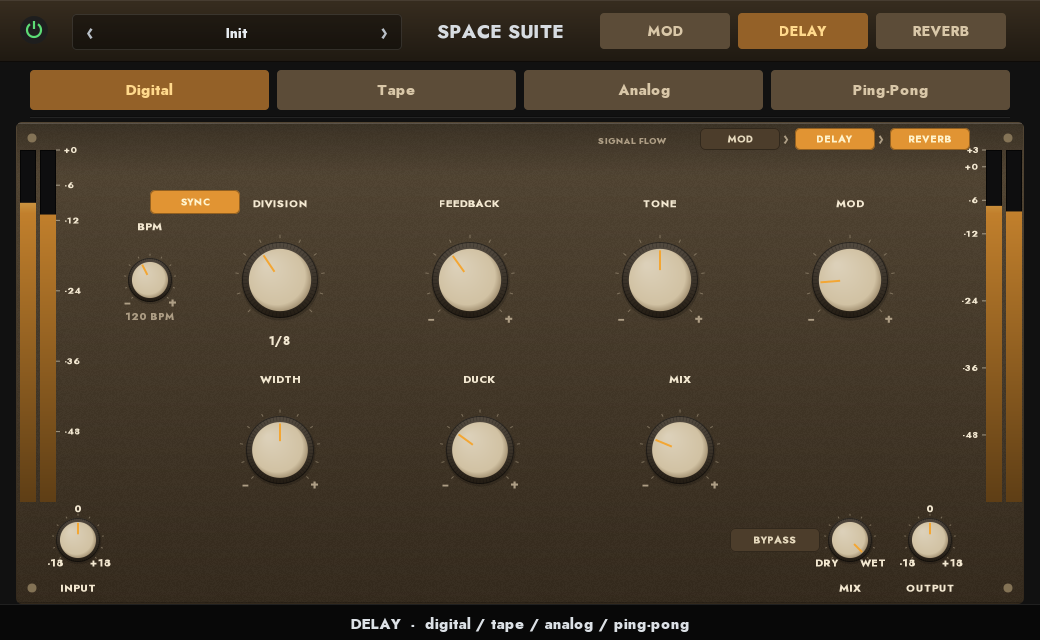 ‹ Init › SPACE SUITE MOD DELAY REVERB
Digital Tape Analog Ping-Pong
SIGNAL FLOW MOD › DELAY › REVERB
+0 +3
+0
-6 -6
SYNC DIVISION FEEDBACK TONE MOD
-12 -12
BPM
-24 -24
- +
120 BPM - + - + - +
1/8
-36 -36
WIDTH DUCK MIX
-48 -48
- + - + - +
0 0
BYPASS
-18 +18 DRY WET -18 +18
INPUT MIX OUTPUT
DELAY - digital / tape / analog / ping-pong